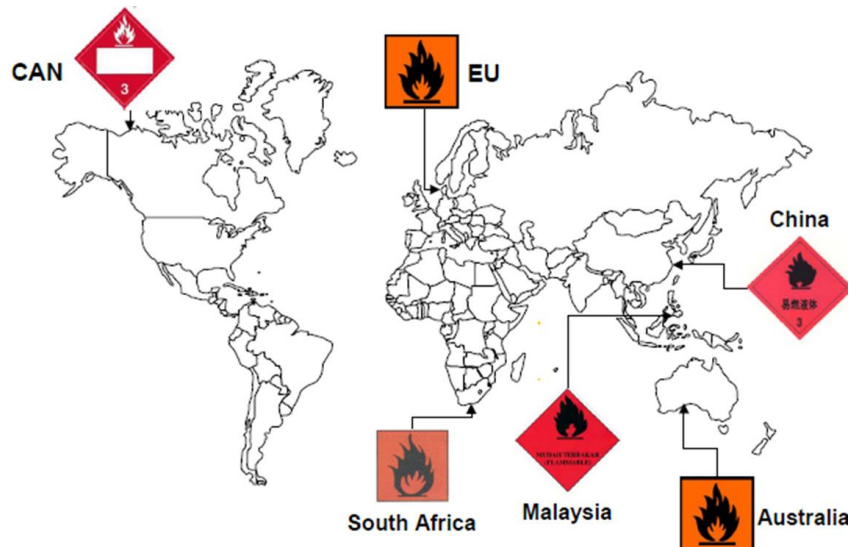 CAN
3
EU
China
易燃液体
3
MUDAH TERBAKAR
(FLAMMABLE)
South Africa
Malaysia
Australia